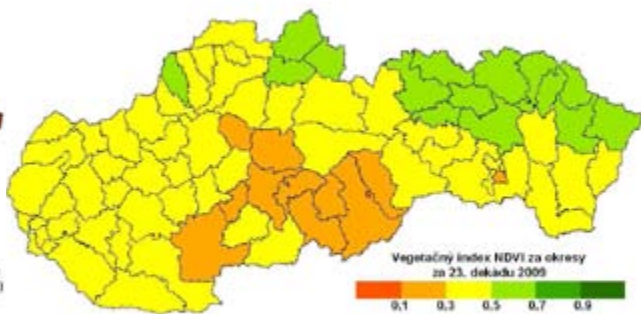 Vegetačný index NDVI za okresy
za 23. dekádu 2009
0,1 0,3 0,5 0,7 0,9